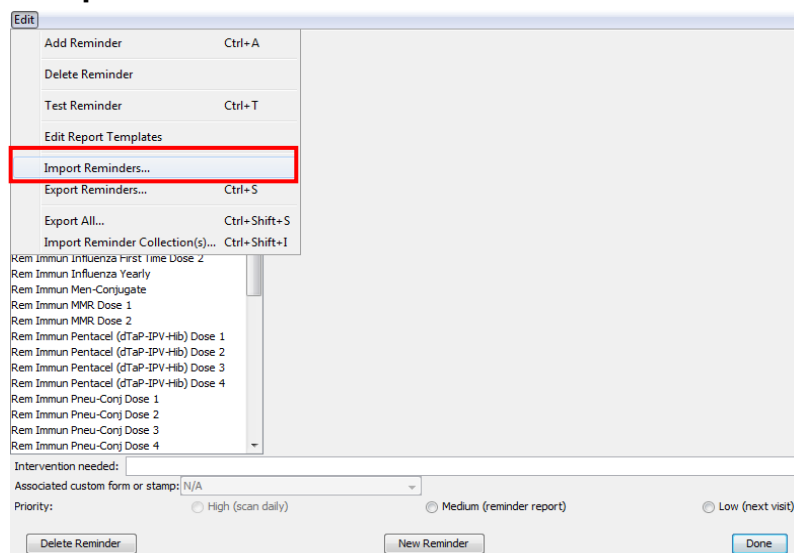 Edit
Add Reminder Ctrl+A
Delete Reminder
Test Reminder Ctrl+T
Edit Report Templates
Import Reminders...
Export Reminders... Ctrl+S
Export All... Ctrl+Shift+S
Import Reminder Collection(s)... Ctrl+Shift+I
Rem Immun Influenza First Time Dose 2
Rem Immun Influenza Yearly
Rem Immun Men-Conjugate
Rem Immun MMR Dose 1
Rem Immun MMR Dose 2
Rem Immun Pentacel (dTaP-IPV-Hib) Dose 1
Rem Immun Pentacel (dTaP-IPV-Hib) Dose 2
Rem Immun Pentacel (dTaP-IPV-Hib) Dose 3
Rem Immun Pentacel (dTaP-IPV-Hib) Dose 4
Rem Immun Pneu-Conj Dose 1
Rem Immun Pneu-Conj Dose 2
Rem Immun Pneu-Conj Dose 3
Rem Immun Pneu-Conj Dose 4
Intervention needed:
Associated custom form or stamp: N/A
Priority: High (scan daily) Medium (reminder report) Low (next visit)
Delete Reminder New Reminder Done